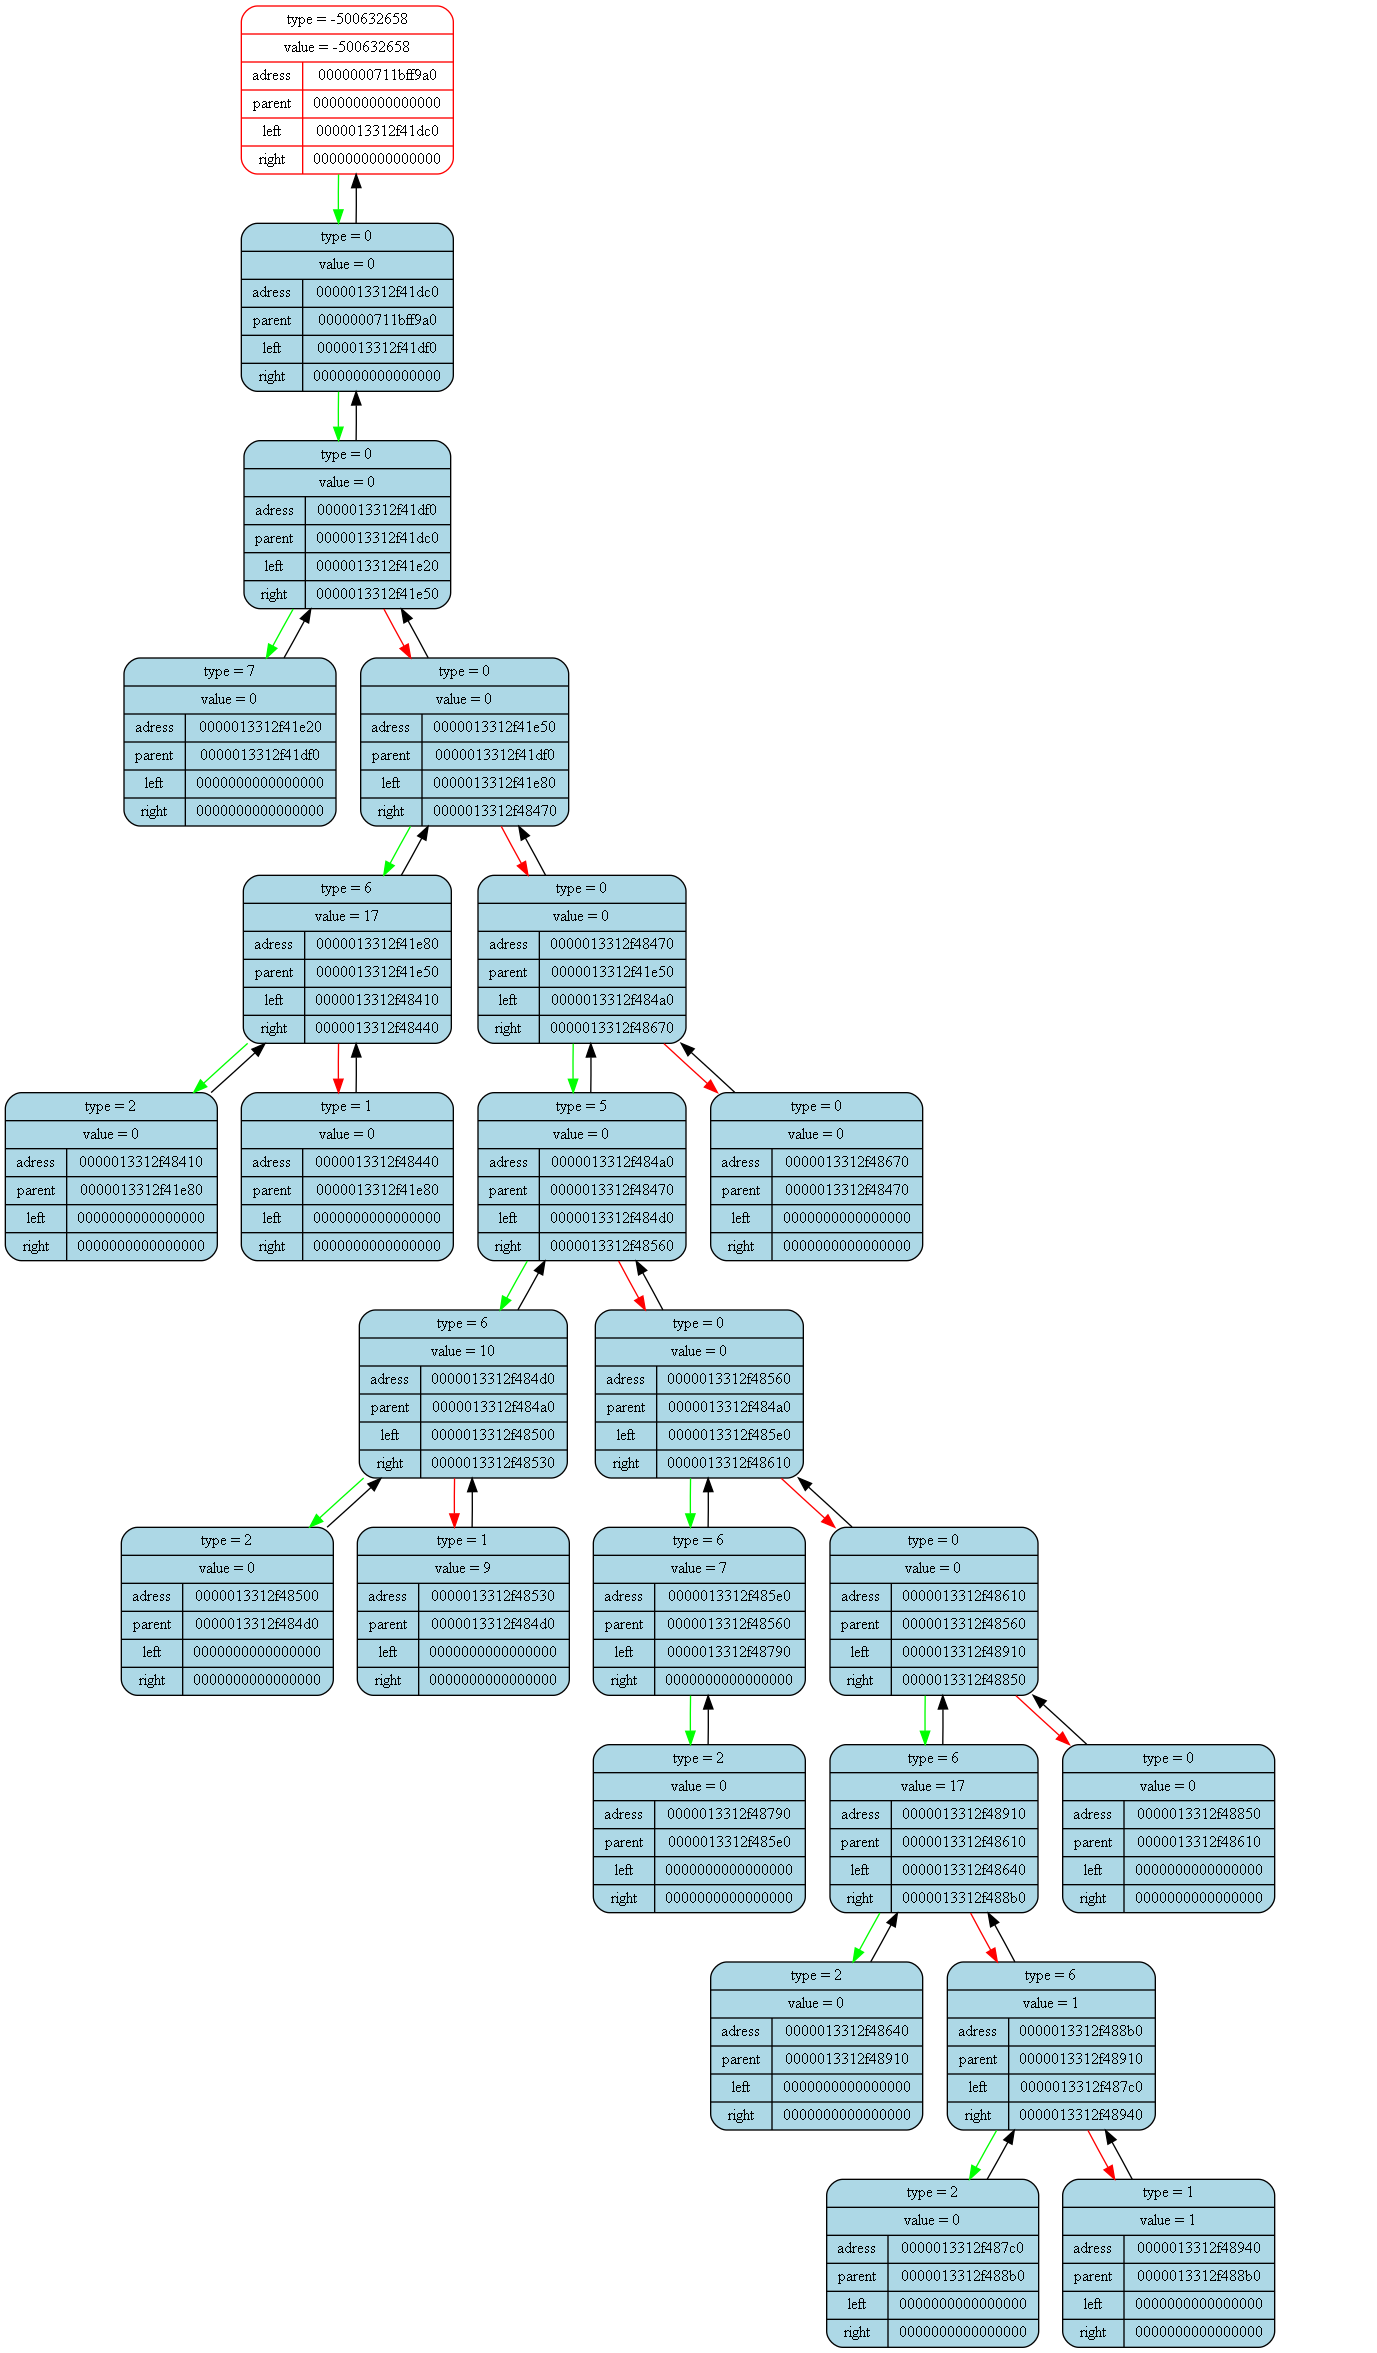 type = -500632658
value = -500632658
adress 0000000711bff9a0
parent 0000000000000000
left 0000013312f41dc0
right 0000000000000000
type = 0
value = 0
adress 0000013312f41dc0
parent 0000000711bff9a0
left 0000013312f41df0
right 0000000000000000
type = 0
value = 0
adress 0000013312f41df0
parent 0000013312f41dc0
left 0000013312f41e20
right 0000013312f41e50
type = 7
value = 0
adress 0000013312f41e20
parent 0000013312f41df0
left 0000000000000000
right 0000000000000000
type = 0
value = 0
adress 0000013312f41e50
parent 0000013312f41df0
left 0000013312f41e80
right 0000013312f48470
type = 6
value = 17
adress 0000013312f41e80
parent 0000013312f41e50
left 0000013312f48410
right 0000013312f48440
type = 0
value = 0
adress 0000013312f48470
parent 0000013312f41e50
left 0000013312f484a0
right 0000013312f48670
type = 2
value = 0
adress 0000013312f48410
parent 0000013312f41e80
left 0000000000000000
right 0000000000000000
type = 1
value = 0
adress 0000013312f48440
parent 0000013312f41e80
left 0000000000000000
right 0000000000000000
type = 5
value = 0
adress 0000013312f484a0
parent 0000013312f48470
left 0000013312f484d0
right 0000013312f48560
type = 0
value = 0
adress 0000013312f48670
parent 0000013312f48470
left 0000000000000000
right 0000000000000000
type = 6
value = 10
adress 0000013312f484d0
parent 0000013312f484a0
left 0000013312f48500
right 0000013312f48530
type = 0
value = 0
adress 0000013312f48560
parent 0000013312f484a0
left 0000013312f485e0
right 0000013312f48610
type = 2
value = 0
adress 0000013312f48500
parent 0000013312f484d0
left 0000000000000000
right 0000000000000000
type = 1
value = 9
adress 0000013312f48530
parent 0000013312f484d0
left 0000000000000000
right 0000000000000000
type = 6
value = 7
adress 0000013312f485e0
parent 0000013312f48560
left 0000013312f48790
right 0000000000000000
type = 0
value = 0
adress 0000013312f48610
parent 0000013312f48560
left 0000013312f48910
right 0000013312f48850
type = 2
value = 0
adress 0000013312f48790
parent 0000013312f485e0
left 0000000000000000
right 0000000000000000
type = 6
value = 17
adress 0000013312f48910
parent 0000013312f48610
left 0000013312f48640
right 0000013312f488b0
type = 0
value = 0
adress 0000013312f48850
parent 0000013312f48610
left 0000000000000000
right 0000000000000000
type = 2
value = 0
adress 0000013312f48640
parent 0000013312f48910
left 0000000000000000
right 0000000000000000
type = 6
value = 1
adress 0000013312f488b0
parent 0000013312f48910
left 0000013312f487c0
right 0000013312f48940
type = 2
value = 0
adress 0000013312f487c0
parent 0000013312f488b0
left 0000000000000000
right 0000000000000000
type = 1
value = 1
adress 0000013312f48940
parent 0000013312f488b0
left 0000000000000000
right 0000000000000000